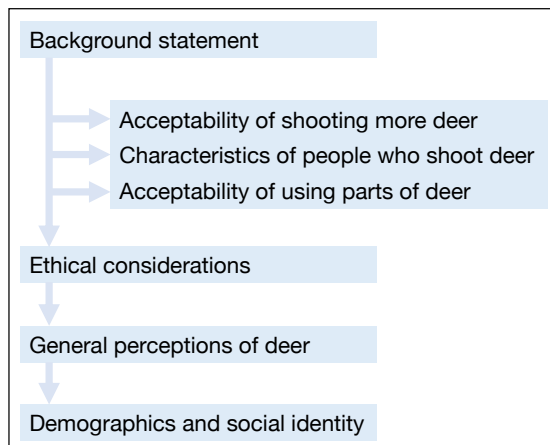 Background statement
Acceptability of shooting more deer
Characteristics of people who shoot deer
Acceptability of using parts of deer
Ethical considerations
General perceptions of deer
Demographics and social identity